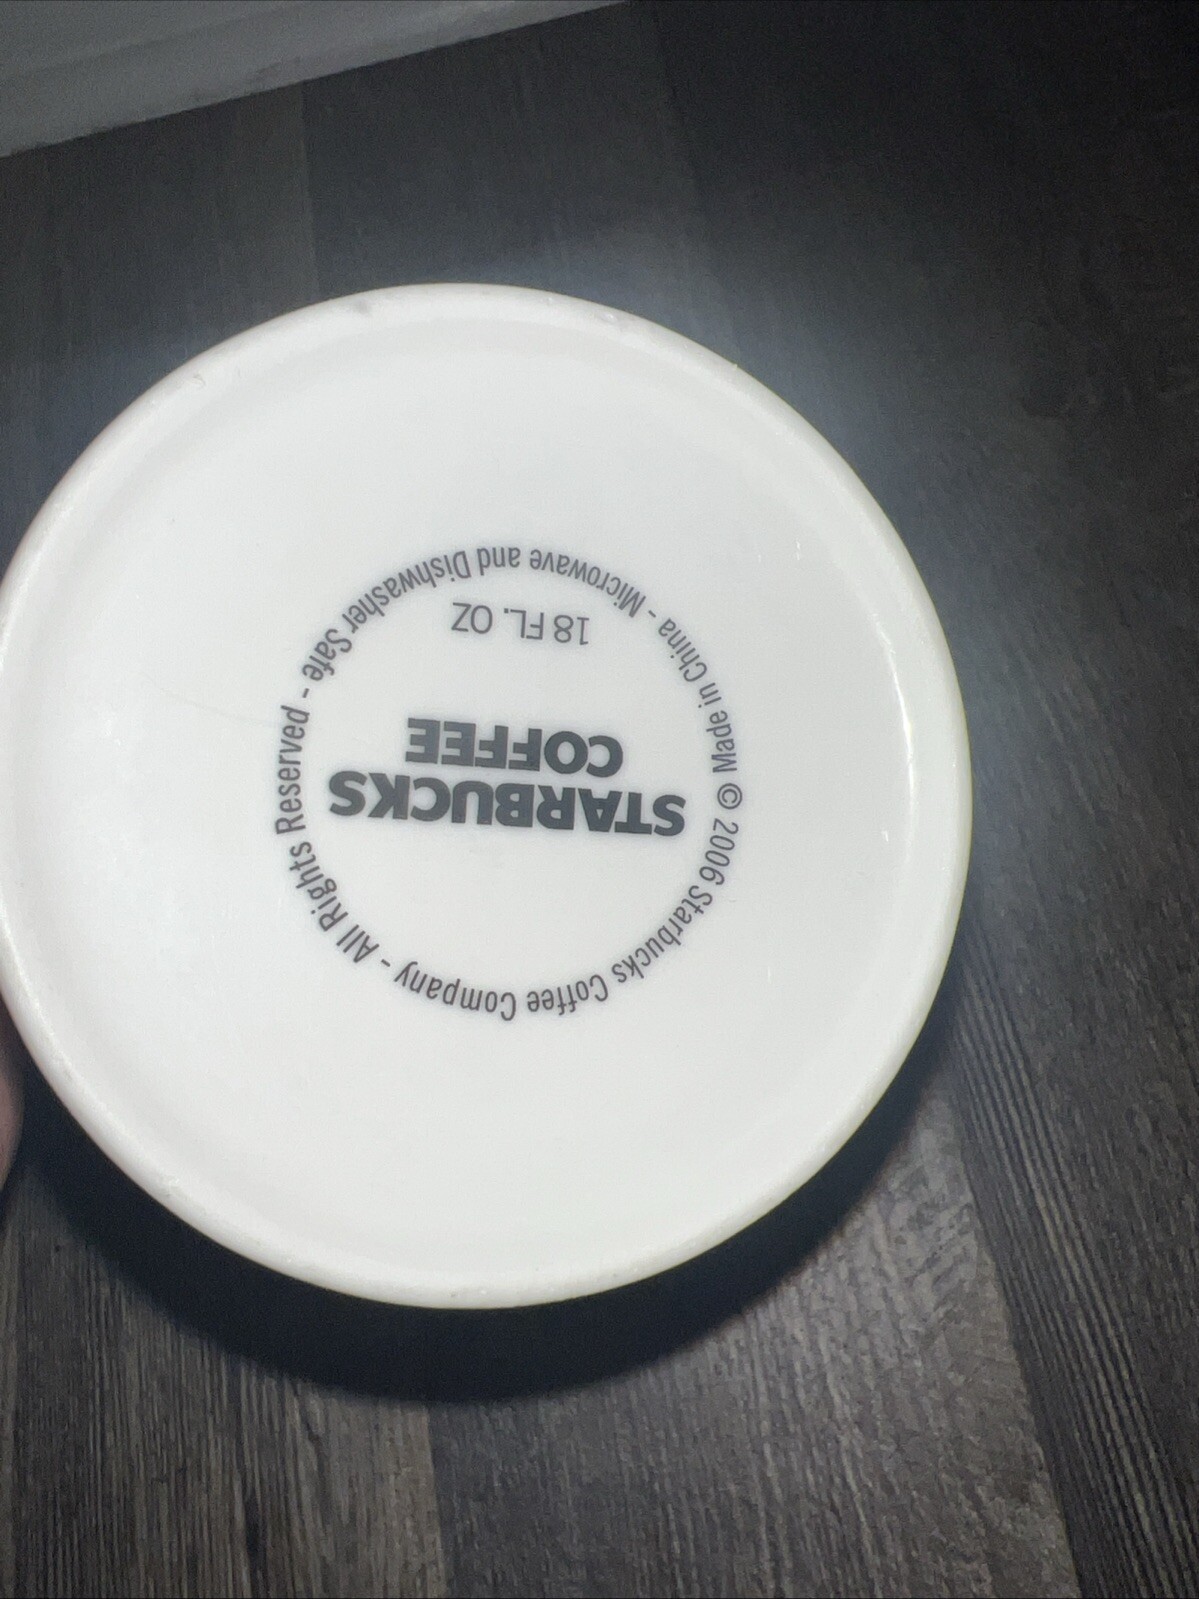 STARBUCKS
COFFEE
18 FL. OZ
© 2006 Starbucks Coffee Company - All Rights Reserved - Microwave and Dishwasher Safe - Made in China